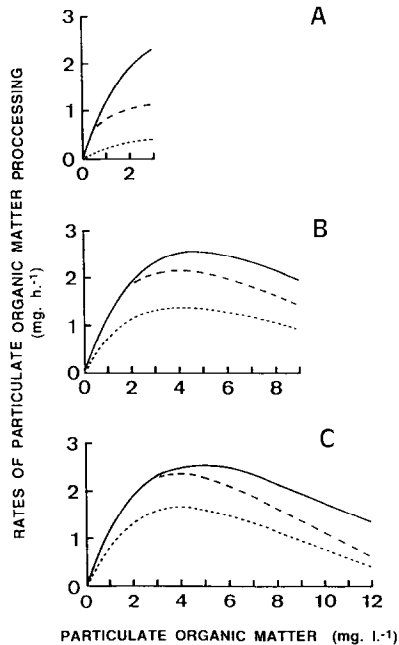 A
3
2
1
0
0 2
B
3
2
1
0
0 2 4 6 8
C
3
2
1
0
0 2 4 6 8 10 12
RATES OF PARTICULATE ORGANIC MATTER PROCCESSING
(mg. h.-1)
PARTICULATE ORGANIC MATTER (mg. l.-1)